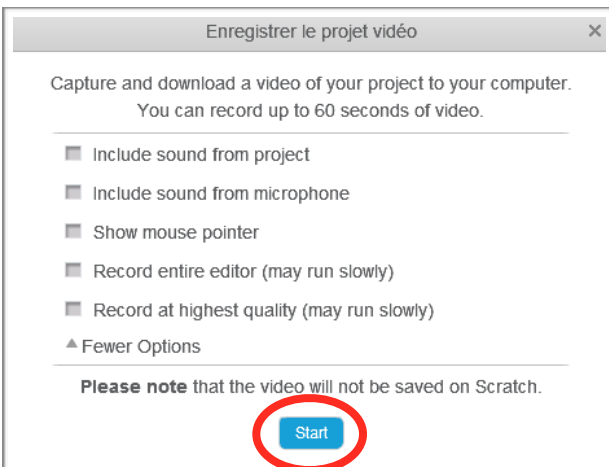 Enregistrer le projet vidéo ×
Capture and download a video of your project to your computer.
You can record up to 60 seconds of video.
Include sound from project
Include sound from microphone
Show mouse pointer
Record entire editor (may run slowly)
Record at highest quality (may run slowly)
Fewer Options
Please note that the video will not be saved on Scratch.
Start